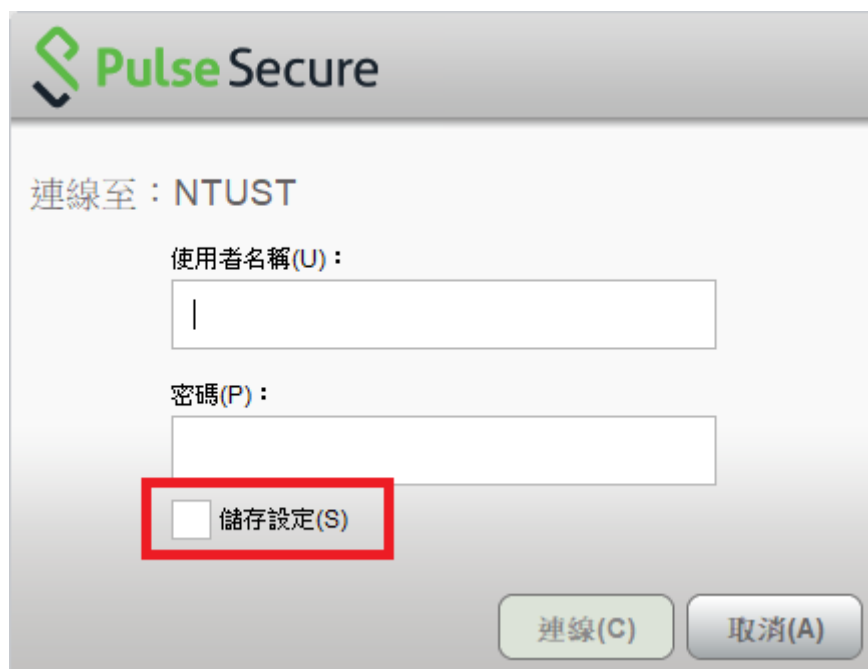 Pulse Secure
連線至：NTUST
使用者名稱(U)：
密碼(P)：
儲存設定(S)
連線(C) 取消(A)